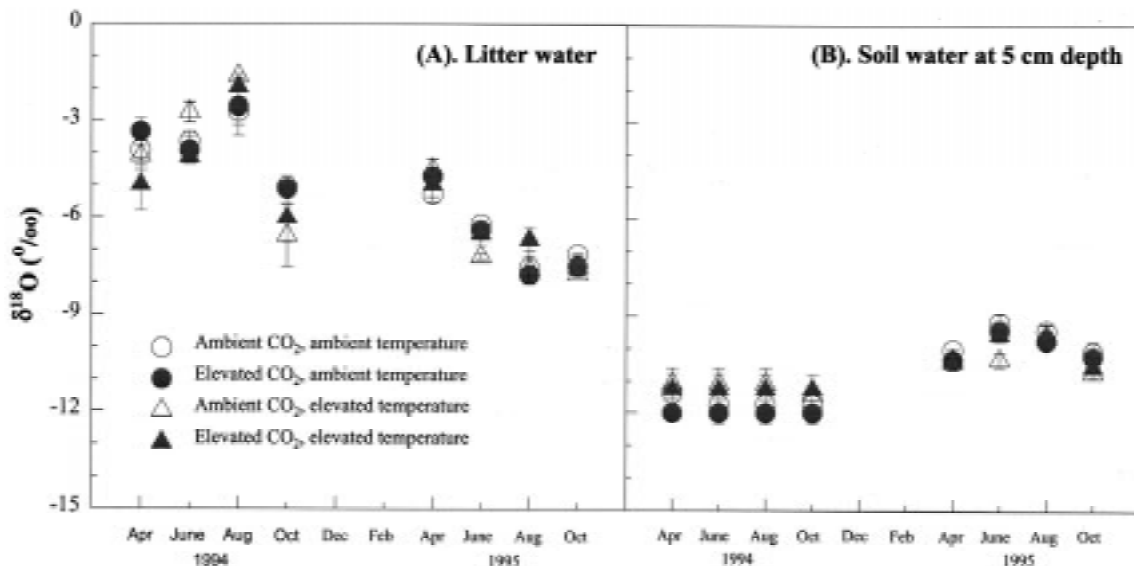 0
(A). Litter water
(B). Soil water at 5 cm depth
-3
-6
δ¹⁸O (⁰/₀₀)
-9
Ambient CO₂, ambient temperature
Elevated CO₂, ambient temperature
-12
Ambient CO₂, elevated temperature
Elevated CO₂, elevated temperature
-15
Apr June Aug Oct Dec Feb Apr June Aug Oct Apr June Aug Oct Dec Feb Apr June Aug Oct
1994 1995 1994 1995